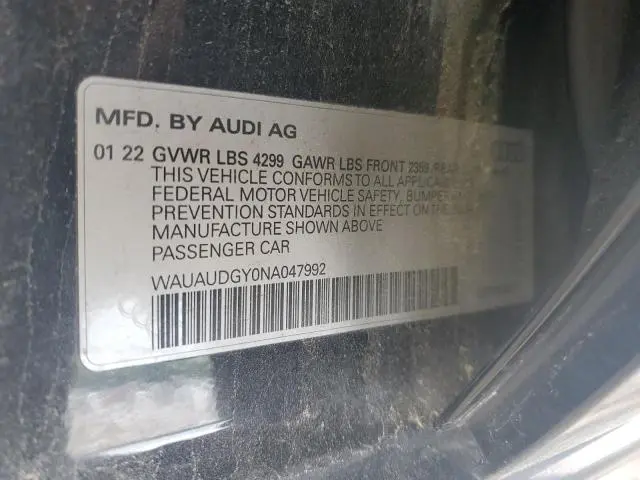 MFD. BY AUDI AG
01 22 GVWR LBS 4299 GAWR LBS FRONT REAR
THIS VEHICLE CONFORMS TO ALL
FEDERAL MOTOR VEHICLE SAFETY, BUMPER
PREVENTION STANDARDS IN EFFECT ON THE
MANUFACTURE SHOWN ABOVE
PASSENGER CAR
WAUAUDGY0NA047992